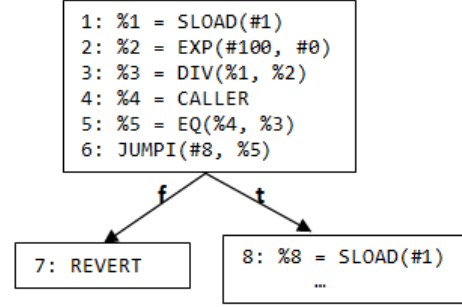 1: %1 = SLOAD(#1)
2: %2 = EXP(#100, #0)
3: %3 = DIV(%1, %2)
4: %4 = CALLER
5: %5 = EQ(%4, %3)
6: JUMPI(#8, %5)
f t
7: REVERT
8: %8 = SLOAD(#1)
…